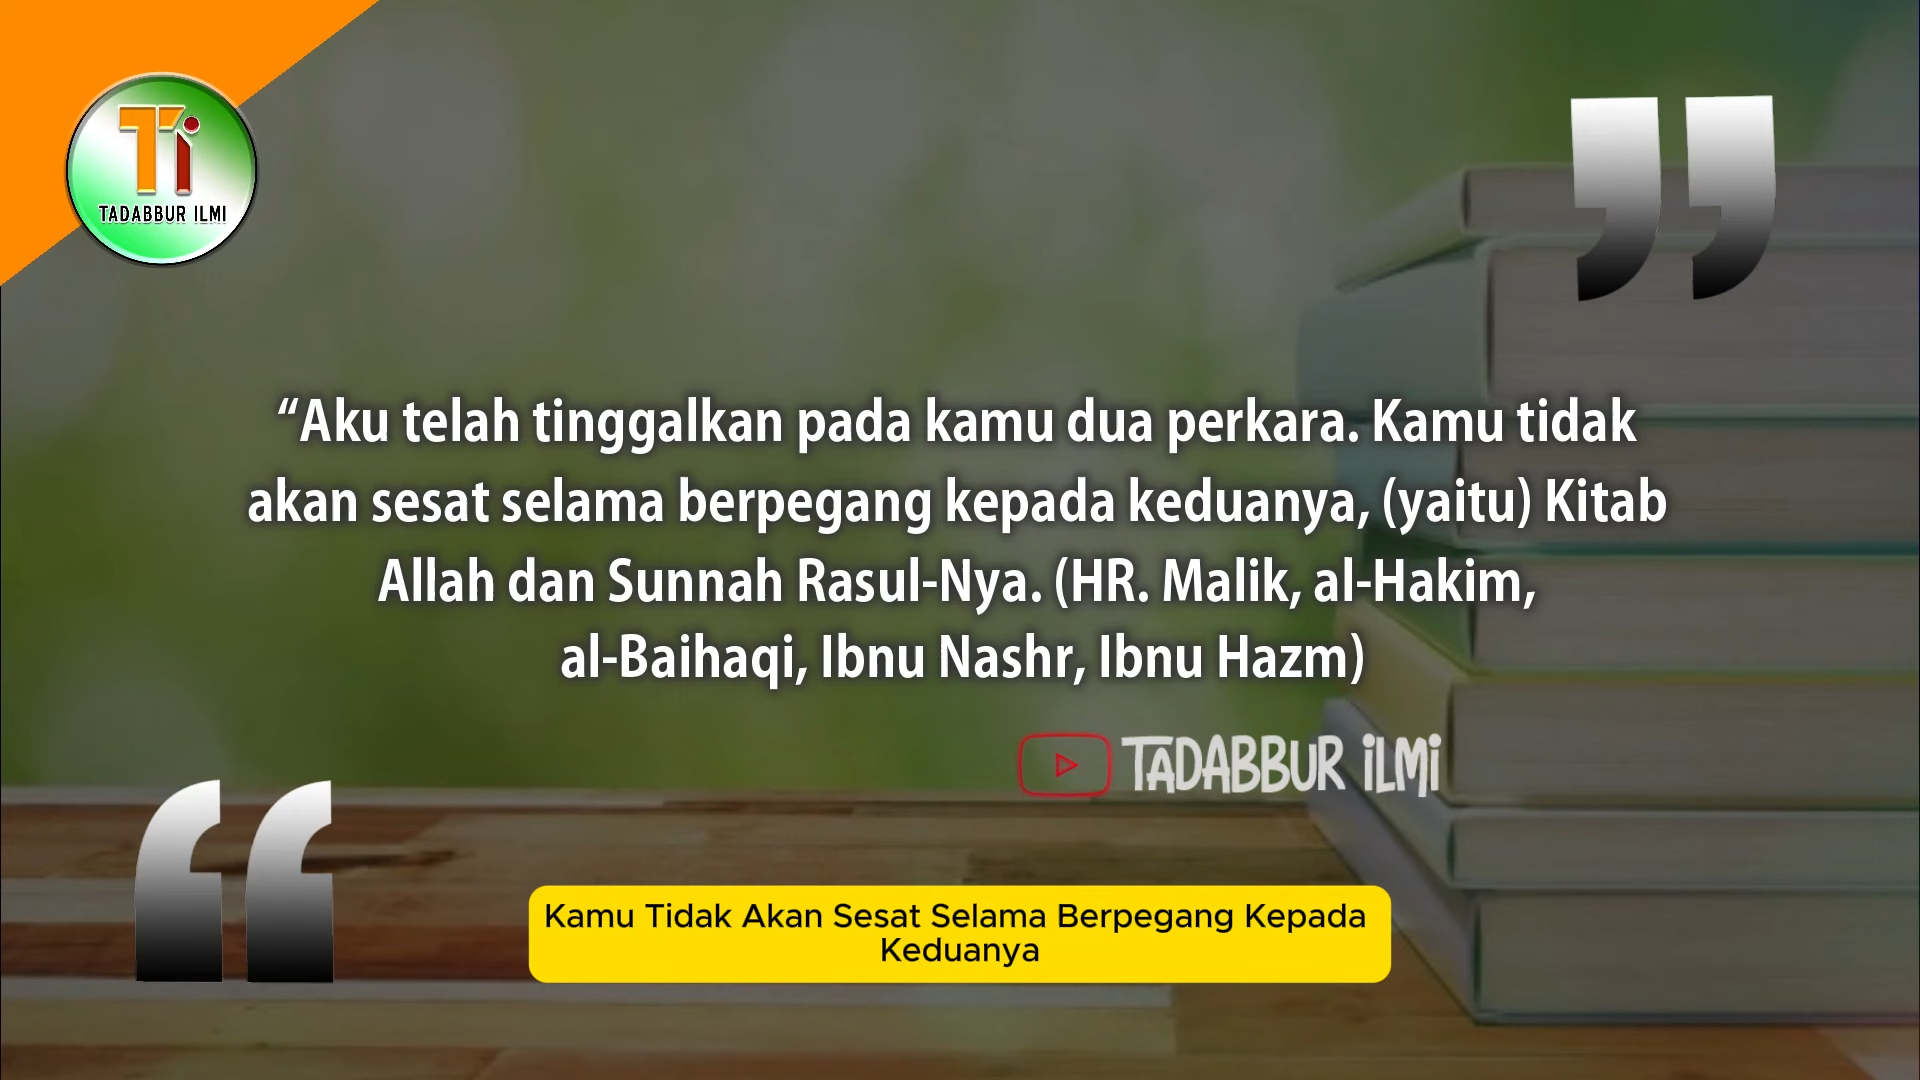 Ti
TADABBUR ILMI
“Aku telah tinggalkan pada kamu dua perkara. Kamu tidak
akan sesat selama berpegang kepada keduanya, (yaitu) Kitab
Allah dan Sunnah Rasul-Nya. (HR. Malik, al-Hakim,
al-Baihaqi, Ibnu Nashr, Ibnu Hazm)
TADABBUR iLMi
Kamu Tidak Akan Sesat Selama Berpegang Kepada
Keduanya